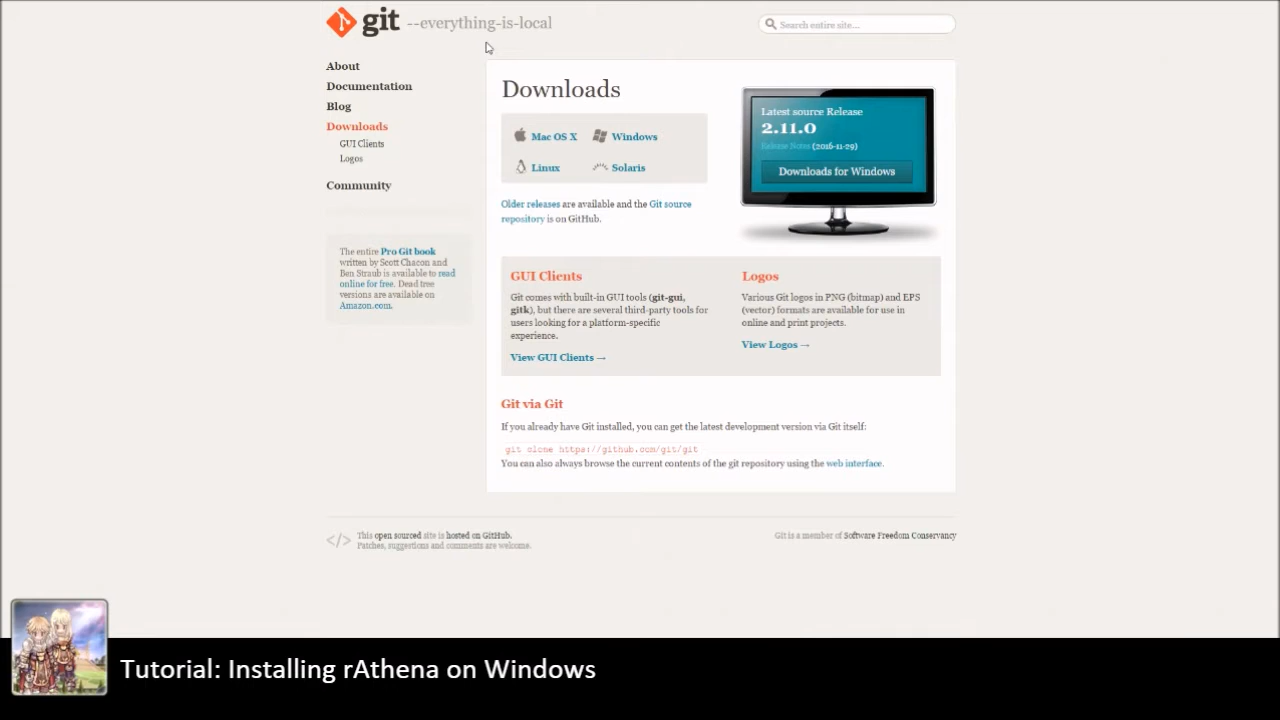 git --everything-is-local
Search entire site...
About
Documentation
Blog
Downloads
GUI Clients
Logos
Community
The entire Pro Git book
written by Scott Chacon and
Ben Straub is available to read
online for free. Dead tree
versions are available on
Amazon.com.
Downloads
Mac OS X
Windows
Linux
Solaris
Older releases are available and the Git source
repository is on GitHub.
Latest source Release
2.11.0
Release Notes (2016-11-29)
Downloads for Windows
GUI Clients
Git comes with built-in GUI tools (git-gui,
gitk), but there are several third-party tools for
users looking for a platform-specific
experience.
View GUI Clients →
Logos
Various Git logos in PNG (bitmap) and EPS
(vector) formats are available for use in
online and print projects.
View Logos →
Git via Git
If you already have Git installed, you can get the latest development version via Git itself:
git clone https://github.com/git/git
You can also always browse the current contents of the git repository using the web interface.
</> This open sourced site is hosted on GitHub.
Patches, suggestions and comments are welcome.
Git is a member of Software Freedom Conservancy
Tutorial: Installing rAthena on Windows